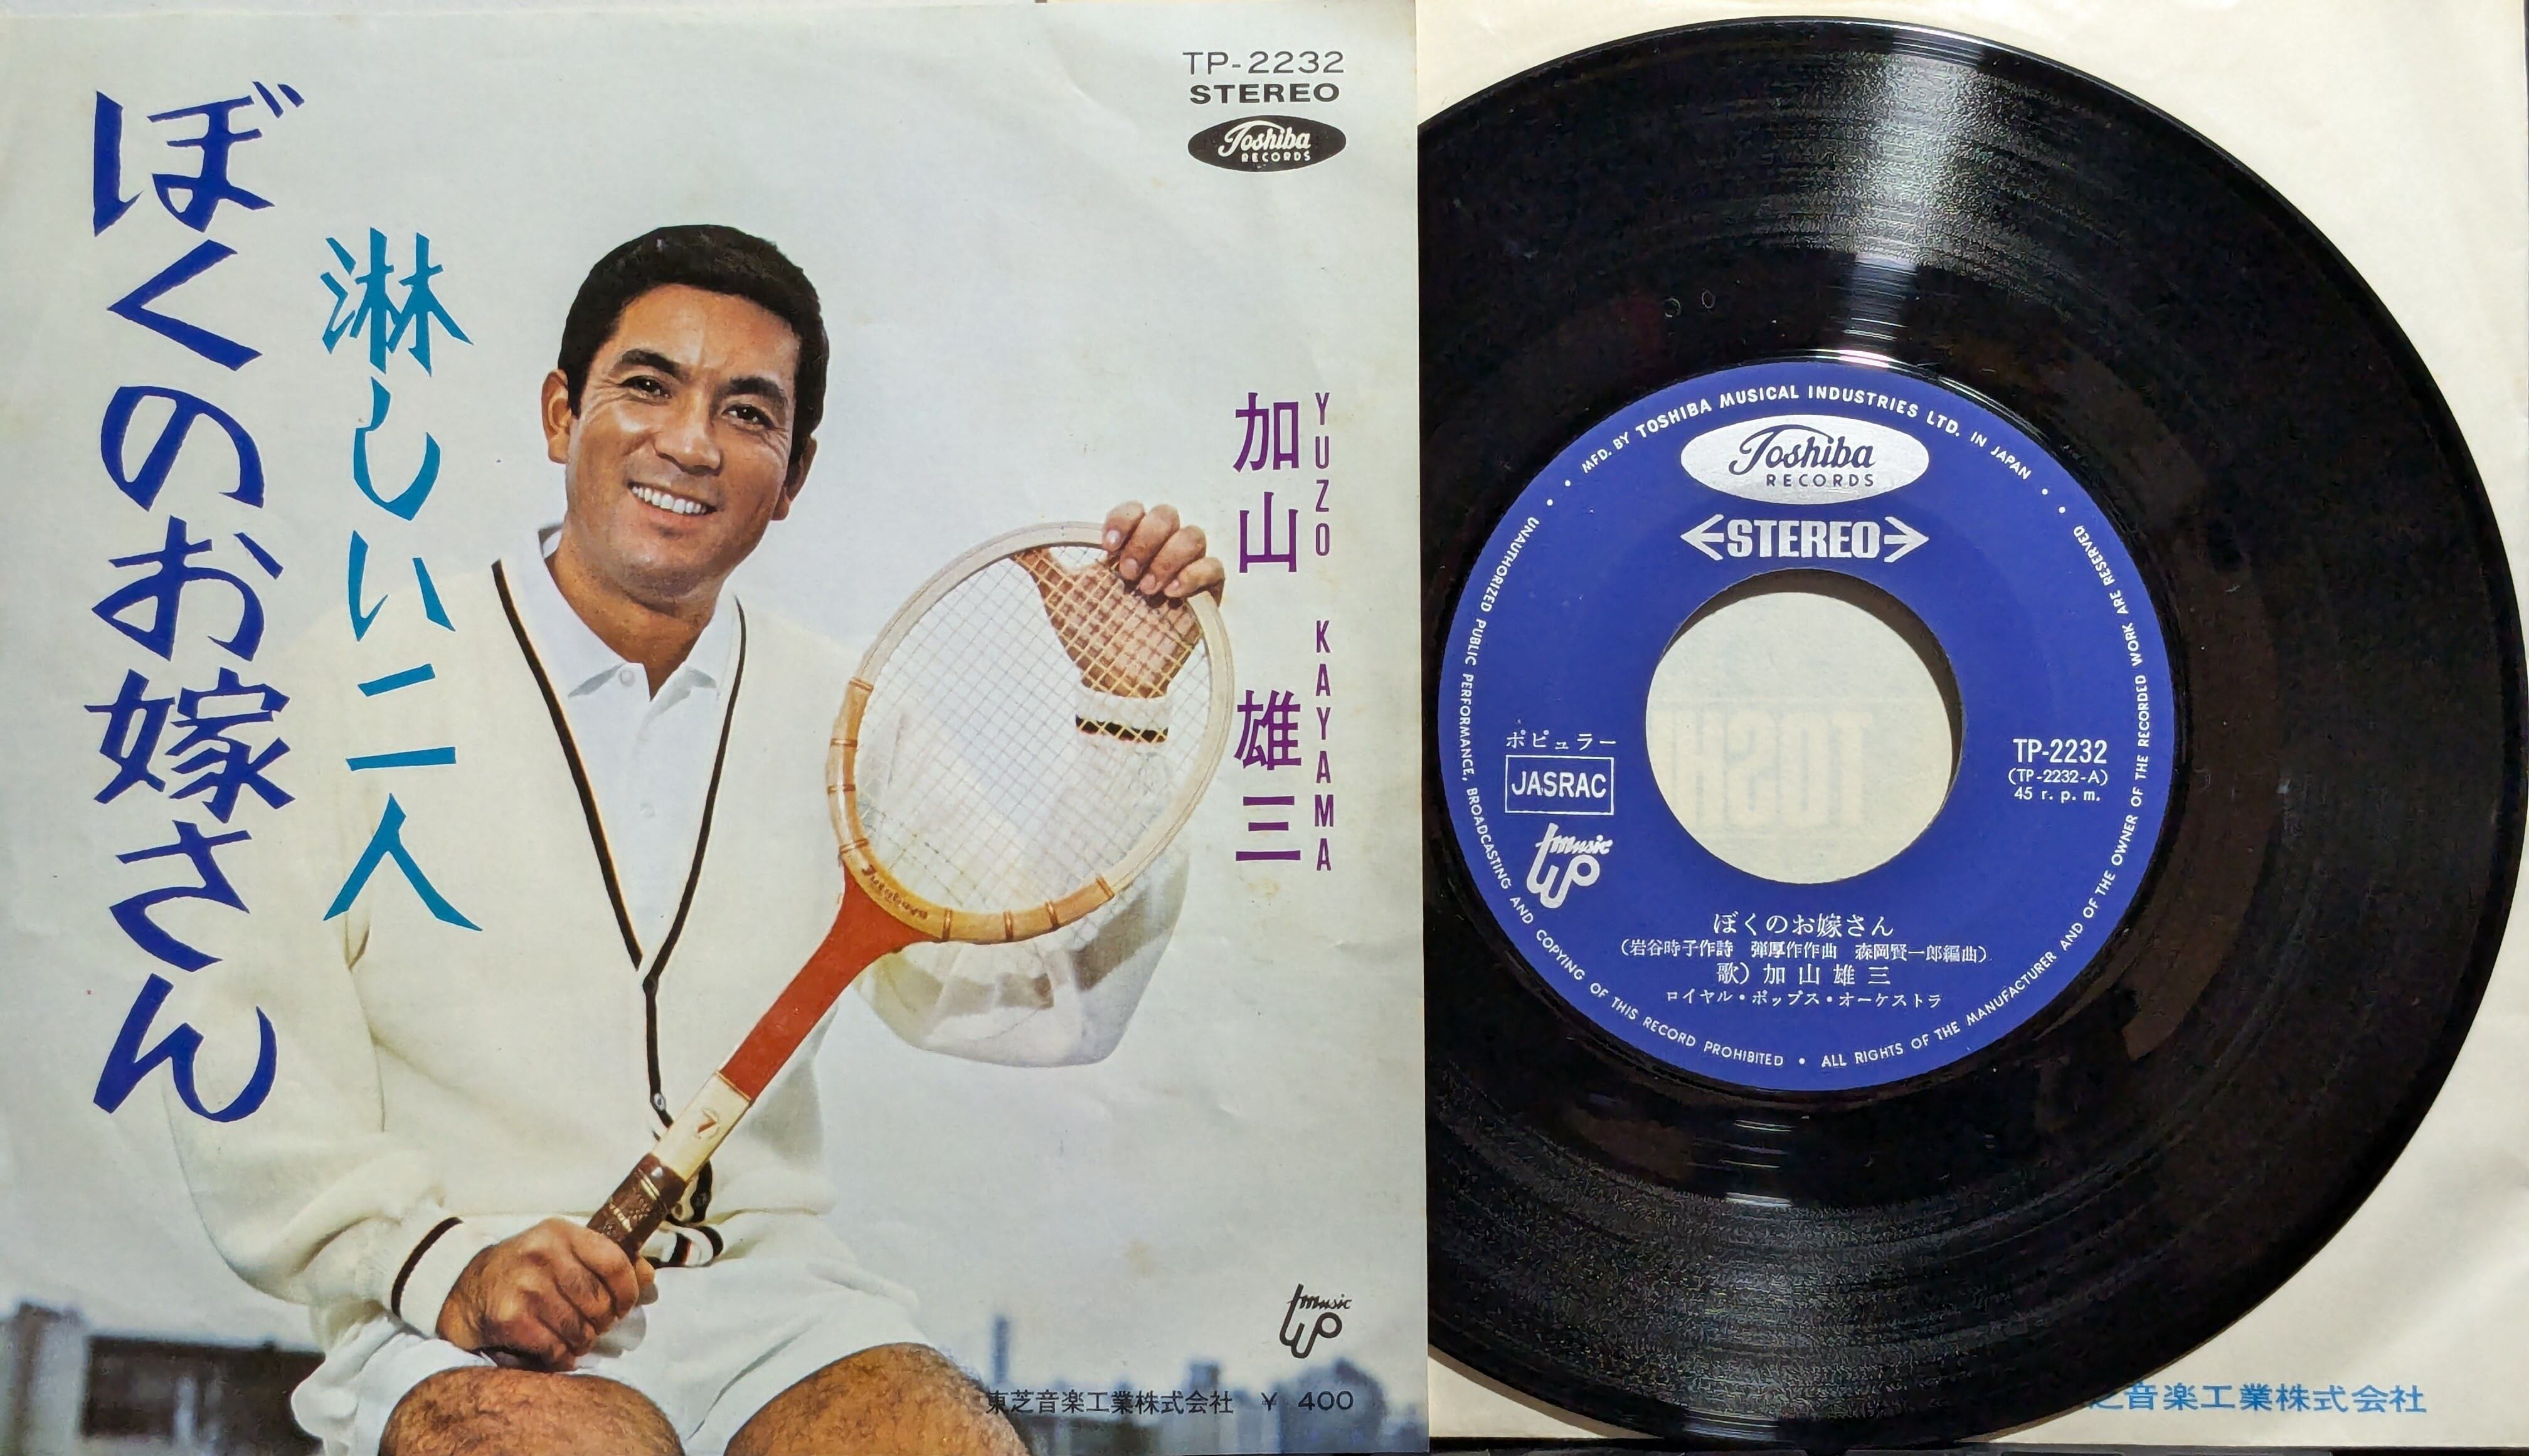 TP-2232
STEREO
Toshiba
RECORDS
ぼくのお嫁さん
淋しい二人
加山 雄三
YUZO KAYAMA
Futabaya
music
up
東芝音楽工業株式会社 ¥ 400
MFD. BY TOSHIBA MUSICAL INDUSTRIES LTD. IN JAPAN
Toshiba
RECORDS
STEREO
ポピュラー
JASRAC
music
up
TP-2232
(TP-2232-A)
45 r.p.m.
ぼくのお嫁さん
(岩谷時子作詩 弾厚作作曲 森岡賢一郎編曲)
歌) 加山雄三
ロイヤル・ポップス・オーケストラ
UNAUTHORIZED PUBLIC PERFORMANCE, BROADCASTING AND COPYING OF THIS RECORD PROHIBITED • ALL RIGHTS OF THE MANUFACTURER AND OF THE OWNER OF THE RECORDED WORK ARE RESERVED
芝音楽工業株式会社